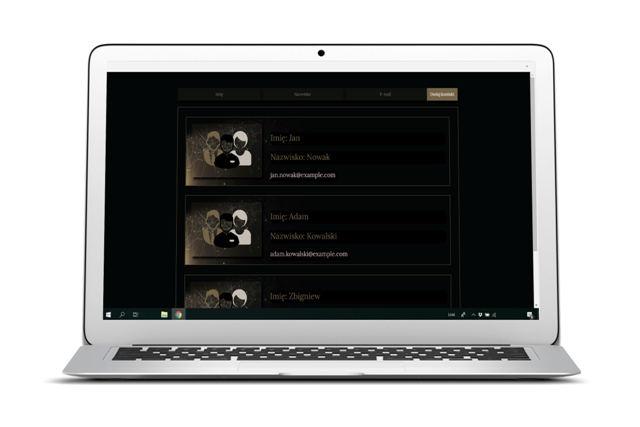 Imię
Nazwisko
E-mail
Dodaj kontakt
Imię: Jan
Nazwisko: Nowak
jan.nowak@example.com
Imię: Adam
Nazwisko: Kowalski
adam.kowalski@example.com
Imię: Zbigniew